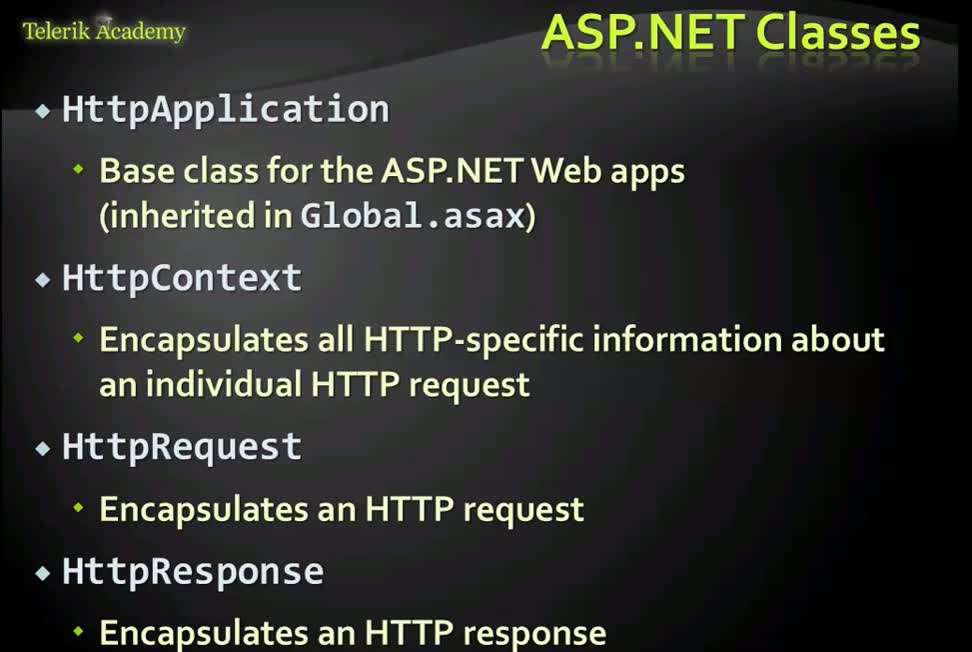 Telerik Academy
ASP.NET Classes
HttpApplication
Base class for the ASP.NET Web apps
(inherited in Global.asax)
HttpContext
Encapsulates all HTTP-specific information about
an individual HTTP request
HttpRequest
Encapsulates an HTTP request
HttpResponse
Encapsulates an HTTP response